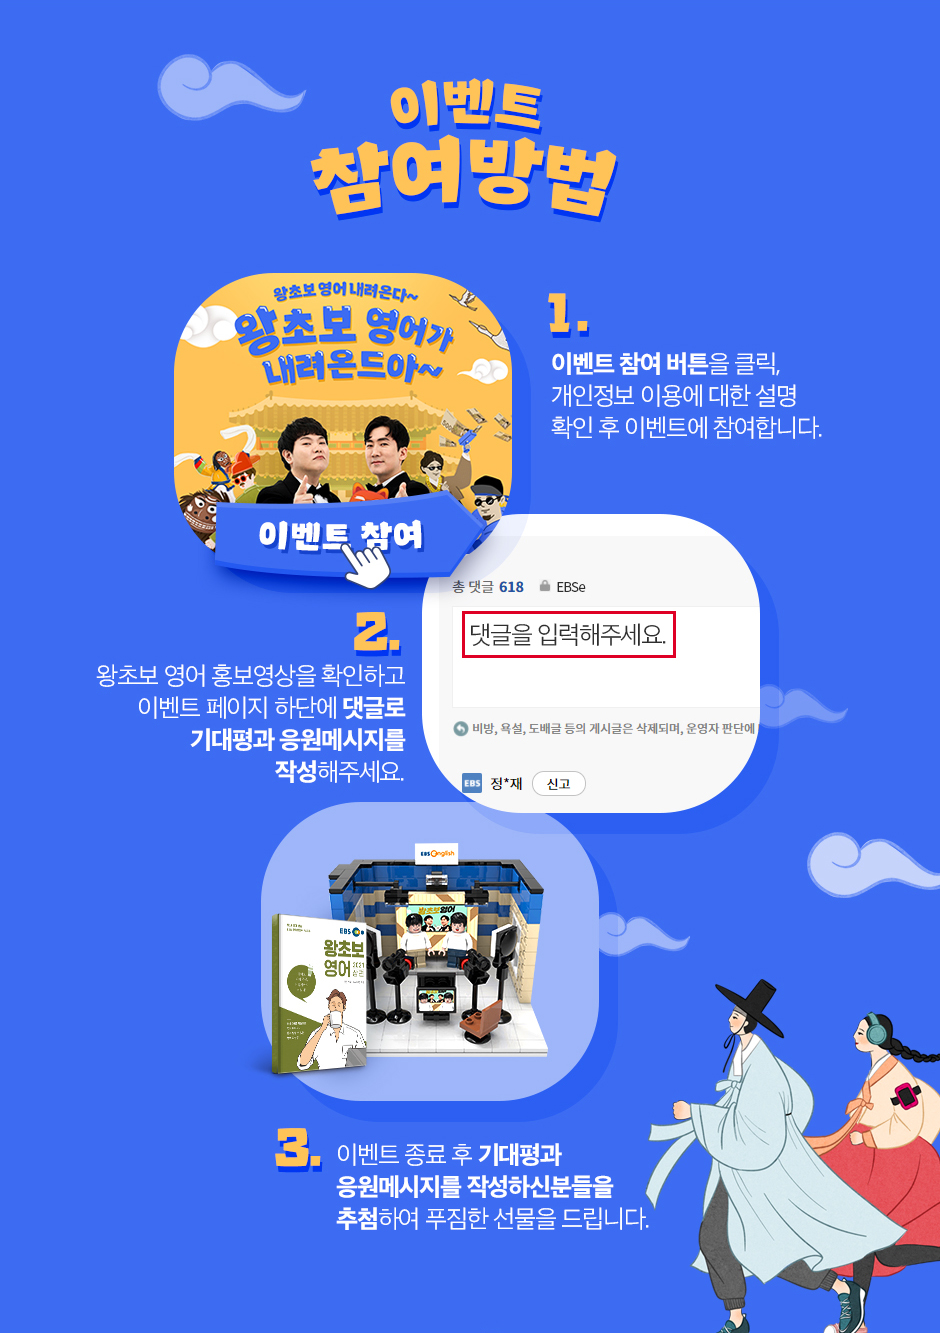 이벤트
참여방법
왕초보 영어 내려온다~
왕초보 영어가
내려온드아~
이벤트 참여
1.
이벤트 참여 버튼을 클릭,
개인정보 이용에 대한 설명
확인 후 이벤트에 참여합니다.
총 댓글 618 EBSe
댓글을 입력해주세요.
비방, 욕설, 도배글 등의 게시글은 삭제되며, 운영자 판단에
EBS 정*재 신고
2.
왕초보 영어 홍보영상을 확인하고
이벤트 페이지 하단에 댓글로
기대평과 응원메시지를
작성해주세요.
EBS English
왕초보영어
EBS
왕초보
영어 2021
3.
이벤트 종료 후 기대평과
응원메시지를 작성하신분들을
추첨하여 푸짐한 선물을 드립니다.